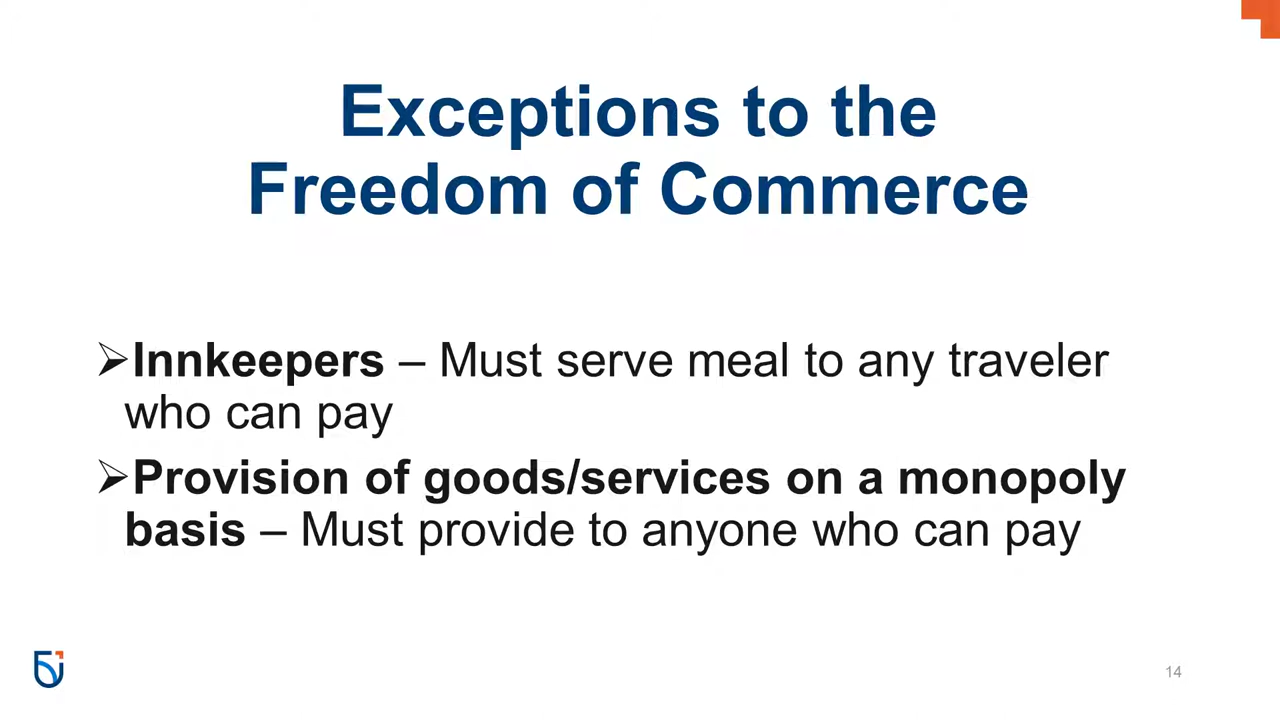 Exceptions to the
Freedom of Commerce
➢Innkeepers – Must serve meal to any traveler
who can pay
➢Provision of goods/services on a monopoly
basis – Must provide to anyone who can pay
14